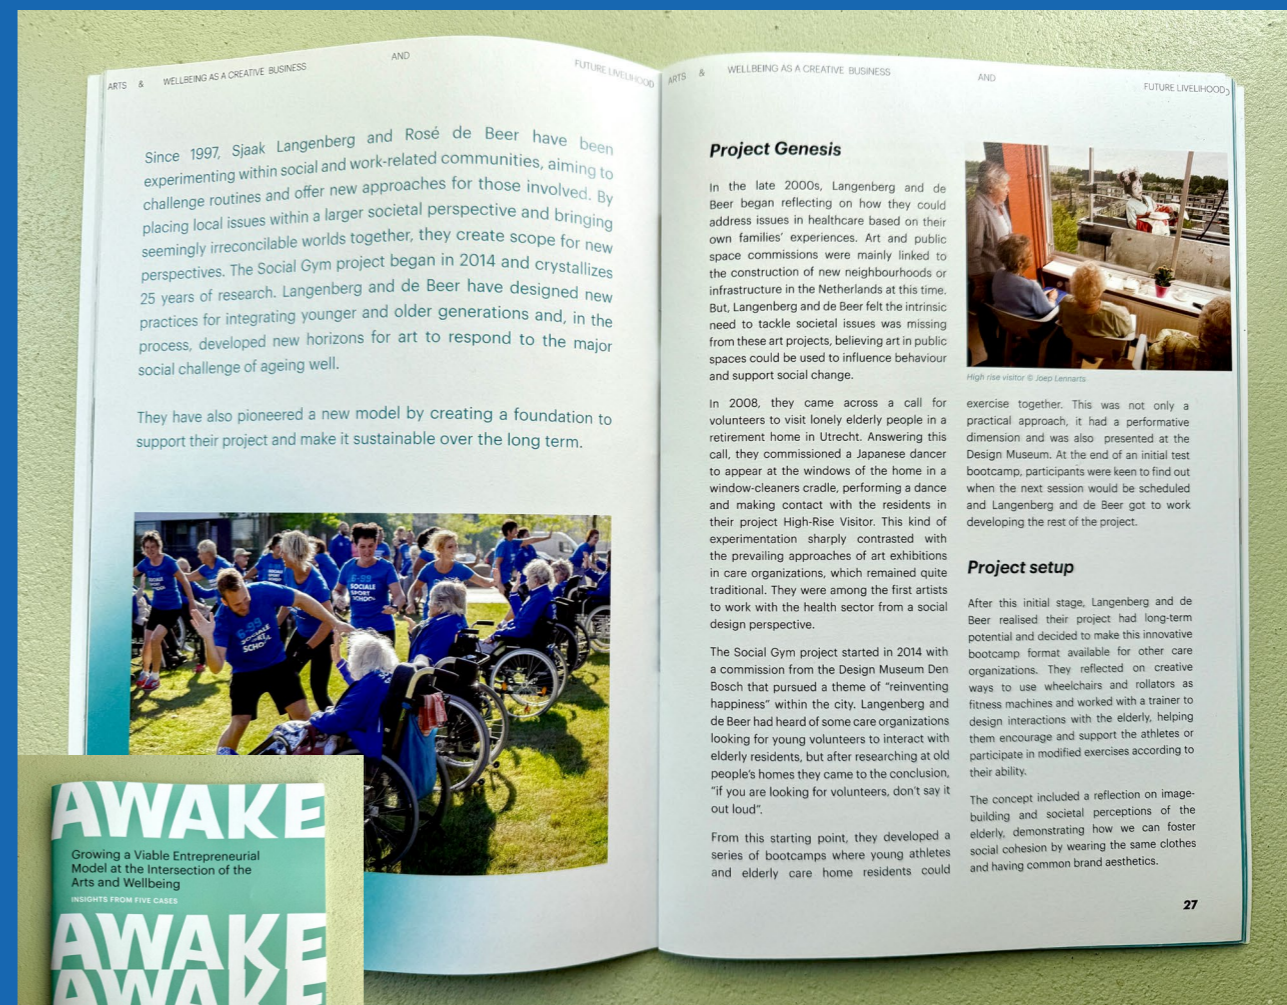 ARTS & WELLBEING AS A CREATIVE BUSINESS AND FUTURE LIVELIHOOD
Since 1997, Sjaak Langenberg and Rosé de Beer have been
experimenting within social and work-related communities, aiming to
challenge routines and offer new approaches for those involved. By
placing local issues within a larger societal perspective and bringing
seemingly irreconcilable worlds together, they create scope for new
perspectives. The Social Gym project began in 2014 and crystallizes
25 years of research. Langenberg and de Beer have designed new
practices for integrating younger and older generations and, in the
process, developed new horizons for art to respond to the major
social challenge of ageing well.
They have also pioneered a new model by creating a foundation to
support their project and make it sustainable over the long term.
6-99
SOCIALE
SPORT
SCHOOL
6-99
AWAKE
Growing a Viable Entrepreneurial
Model at the Intersection of the
Arts and Wellbeing
INSIGHTS FROM FIVE CASES
AWAKE
AWAKE
ARTS & WELLBEING AS A CREATIVE BUSINESS AND FUTURE LIVELIHOOD
Project Genesis
In the late 2000s, Langenberg and de
Beer began reflecting on how they could
address issues in healthcare based on their
own families' experiences. Art and public
space commissions were mainly linked to
the construction of new neighbourhoods or
infrastructure in the Netherlands at this time.
But, Langenberg and de Beer felt the intrinsic
need to tackle societal issues was missing
from these art projects, believing art in public
spaces could be used to influence behaviour
and support social change.
In 2008, they came across a call for
volunteers to visit lonely elderly people in a
retirement home in Utrecht. Answering this
call, they commissioned a Japanese dancer
to appear at the windows of the home in a
window-cleaners cradle, performing a dance
and making contact with the residents in
their project High-Rise Visitor. This kind of
experimentation sharply contrasted with
the prevailing approaches of art exhibitions
in care organizations, which remained quite
traditional. They were among the first artists
to work with the health sector from a social
design perspective.
The Social Gym project started in 2014 with
a commission from the Design Museum Den
Bosch that pursued a theme of "reinventing
happiness" within the city. Langenberg and
de Beer had heard of some care organizations
looking for young volunteers to interact with
elderly residents, but after researching at old
people's homes they came to the conclusion,
"if you are looking for volunteers, don't say it
out loud".
From this starting point, they developed a
series of bootcamps where young athletes
and elderly care home residents could
High rise visitor © Joep Lennarts
exercise together. This was not only a
practical approach, it had a performative
dimension and was also presented at the
Design Museum. At the end of an initial test
bootcamp, participants were keen to find out
when the next session would be scheduled
and Langenberg and de Beer got to work
developing the rest of the project.
Project setup
After this initial stage, Langenberg and de
Beer realised their project had long-term
potential and decided to make this innovative
bootcamp format available for other care
organizations. They reflected on creative
ways to use wheelchairs and rollators as
fitness machines and worked with a trainer to
design interactions with the elderly, helping
them encourage and support the athletes or
participate in modified exercises according to
their ability.
The concept included a reflection on image-
building and societal perceptions of the
elderly, demonstrating how we can foster
social cohesion by wearing the same clothes
and having common brand aesthetics.
27